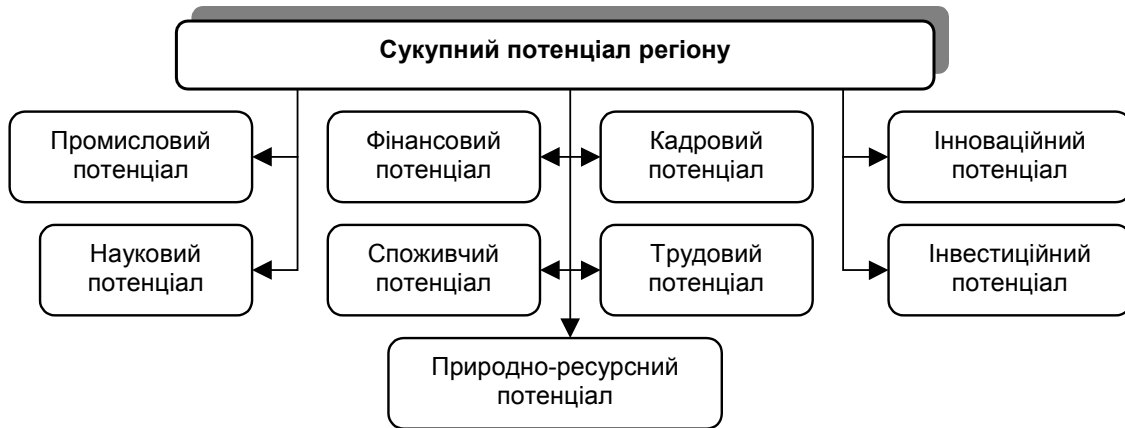 Сукупний потенціал регіону
Промисловий
потенціал
Фінансовий
потенціал
Кадровий
потенціал
Інноваційний
потенціал
Науковий
потенціал
Споживчий
потенціал
Трудовий
потенціал
Інвестиційний
потенціал
Природно-ресурсний
потенціал